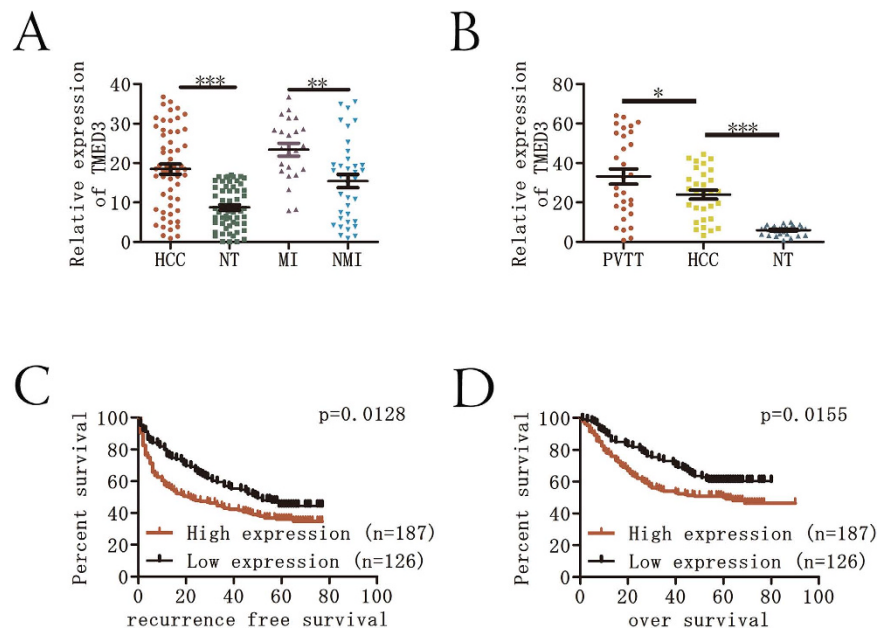 A
Relative expression
of TMED3
40
30
20
10
0
***
**
HCC
NT
MI
NMI
B
Relative expression
of TMED3
80
60
40
20
0
*
***
PVTT
HCC
NT
C
Percent survival
100
80
60
40
20
0
p=0.0128
High expression (n=187)
Low expression (n=126)
0 20 40 60 80 100
recurrence free survival
D
Percent survival
100
80
60
40
20
0
p=0.0155
High expression (n=187)
Low expression (n=126)
0 20 40 60 80 100
over survival